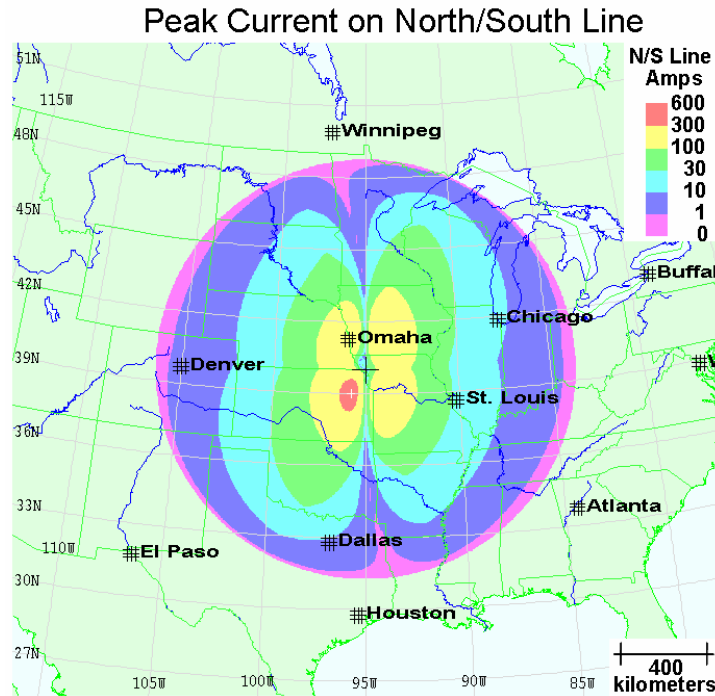 Peak Current on North/South Line
N/S Line
Amps
600
300
100
30
10
1
0
51N
115W
48N
45N
42N
39N
36N
33N
110W
30N
27N
Winnipeg
Buffal
Omaha
Chicago
Denver
St. Louis
Atlanta
Dallas
El Paso
Houston
105W
100W
95W
90W
85W
400
kilometers